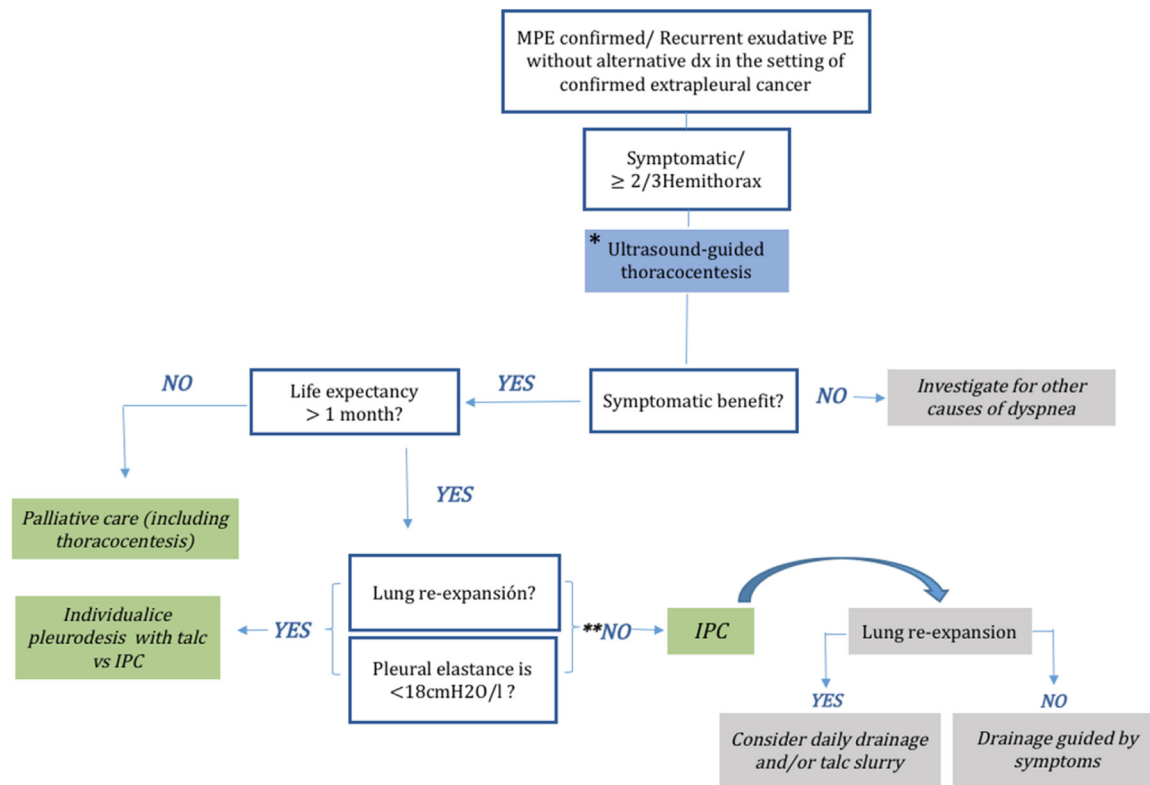 MPE confirmed/ Recurrent exudative PE
without alternative dx in the setting of
confirmed extrapleural cancer
Symptomatic/
≥ 2/3Hemithorax
* Ultrasound-guided
thoracocentesis
NO
Life expectancy
> 1 month?
YES
Symptomatic benefit?
NO
Investigate for other
causes of dyspnea
YES
Palliative care (including
thoracocentesis)
Lung re-expansión?
Individualice
pleurodesis with talc
vs IPC
YES
**NO
IPC
Lung re-expansion
Pleural elastance is
<18cmH2O/l ?
YES
NO
Consider daily drainage
and/or talc slurry
Drainage guided by
symptoms